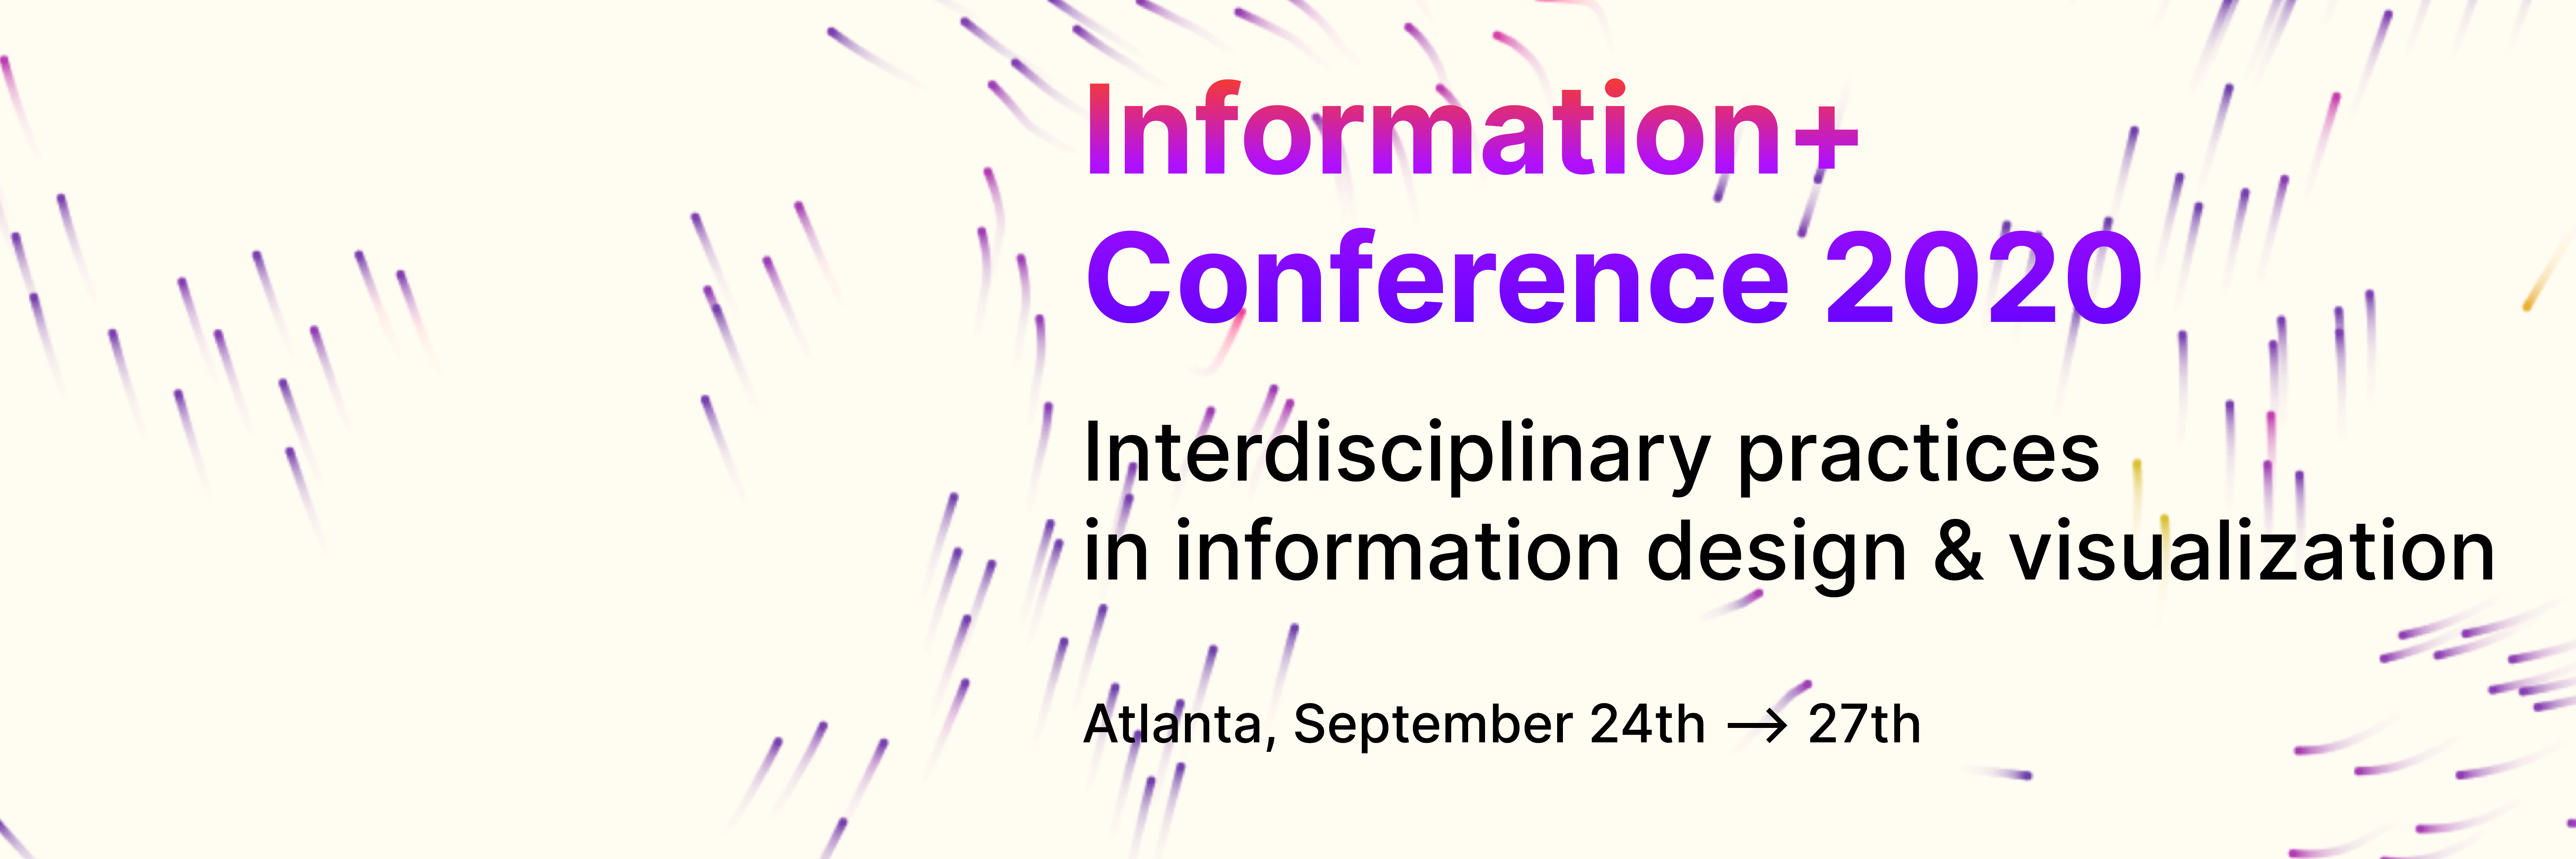 Information+
Conference 2020
Interdisciplinary practices
in information design & visualization
Atlanta, September 24th → 27th